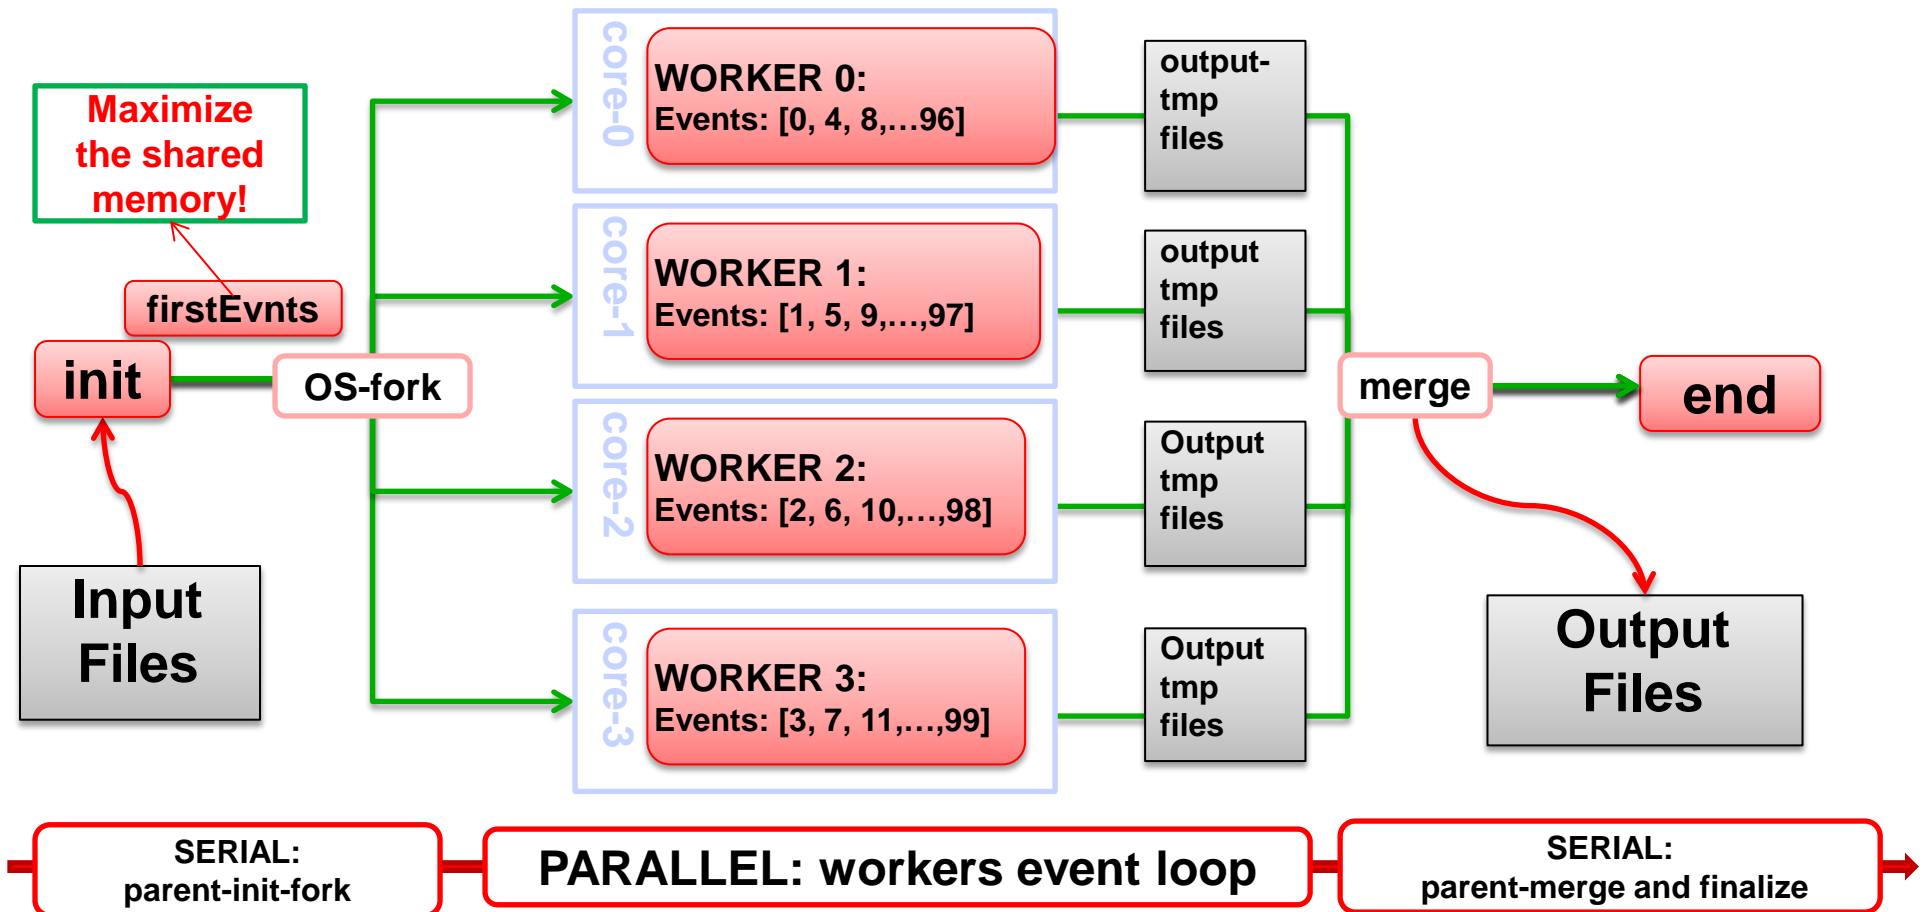 Maximize
the shared
memory!
firstEvnts
init
OS-fork
Input
Files
core-0
WORKER 0:
Events: [0, 4, 8,…96]
core-1
WORKER 1:
Events: [1, 5, 9,…,97]
core-2
WORKER 2:
Events: [2, 6, 10,…,98]
core-3
WORKER 3:
Events: [3, 7, 11,…,99]
output-
tmp
files
output
tmp
files
Output
tmp
files
Output
tmp
files
merge
end
Output
Files
SERIAL:
parent-init-fork
PARALLEL: workers event loop
SERIAL:
parent-merge and finalize